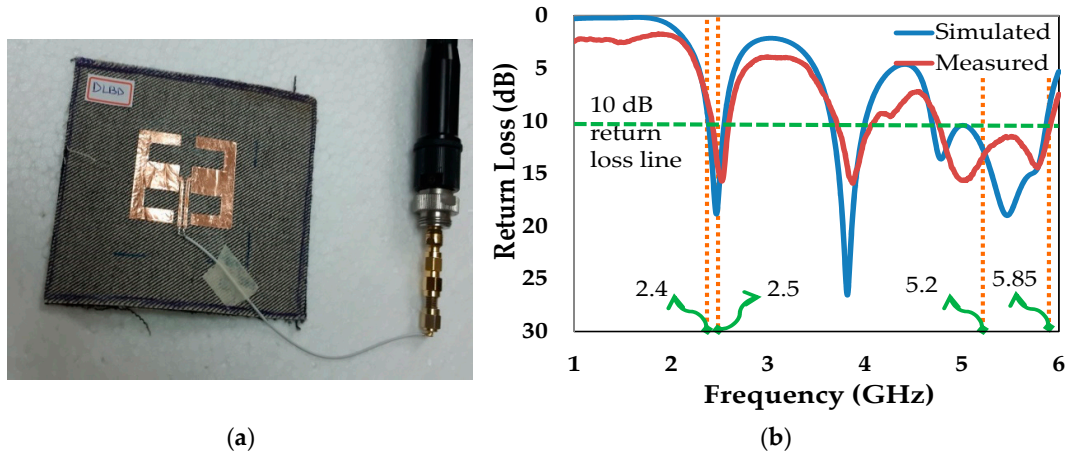 DLBD
0
5
10
15
20
25
30
Return Loss (dB)
Simulated
Measured
10 dB
return
loss line
2.4
2.5
5.2
5.85
1 2 3 4 5 6
Frequency (GHz)
(a)
(b)